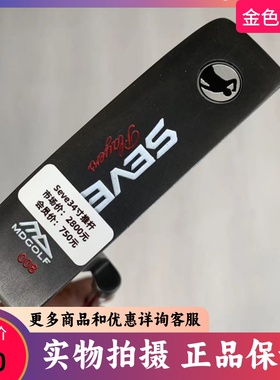 金色
Players
SEVE
Seve34寸推杆
市场价：2800元
会员价：750元
MDGOLF
008
更多商品和优惠详询客服
实物拍摄 正品保